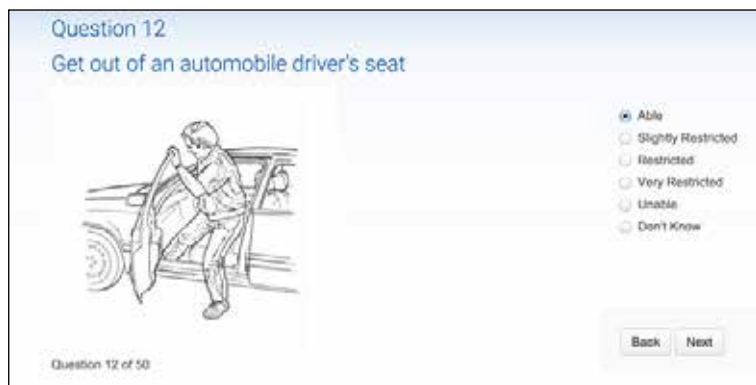 Question 12
Get out of an automobile driver's seat
Able
Slightly Restricted
Restricted
Very Restricted
Unable
Don't Know
Back Next
Question 12 of 50